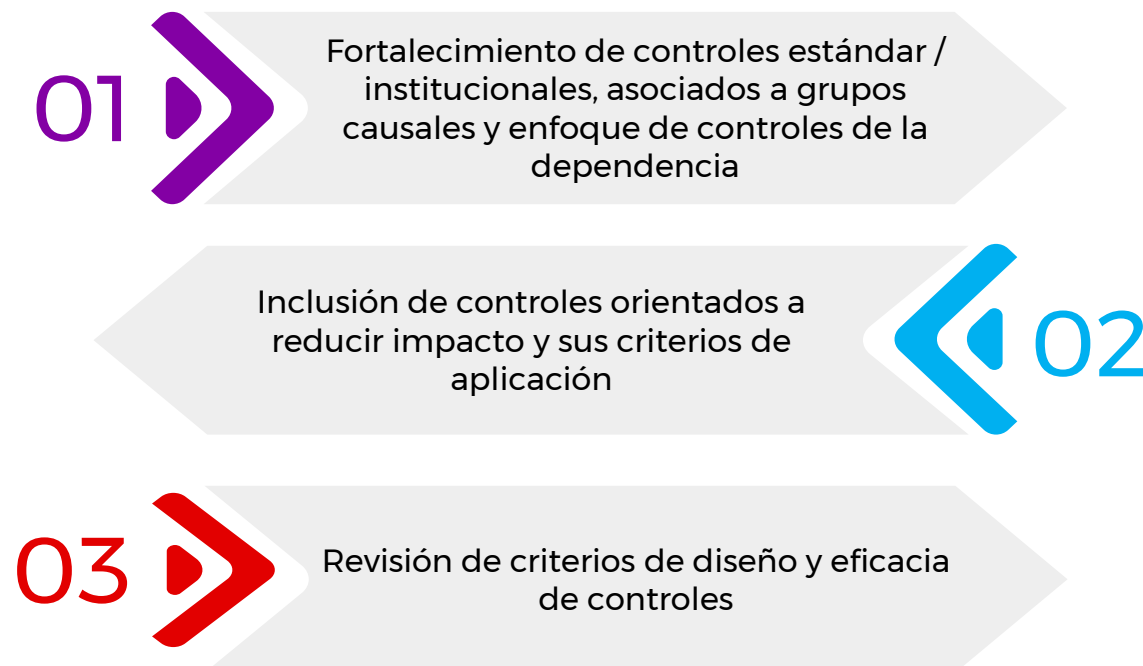 01
Fortalecimiento de controles estándar /
institucionales, asociados a grupos
causales y enfoque de controles de la
dependencia
Inclusión de controles orientados a
reducir impacto y sus criterios de
aplicación
02
03
Revisión de criterios de diseño y eficacia
de controles